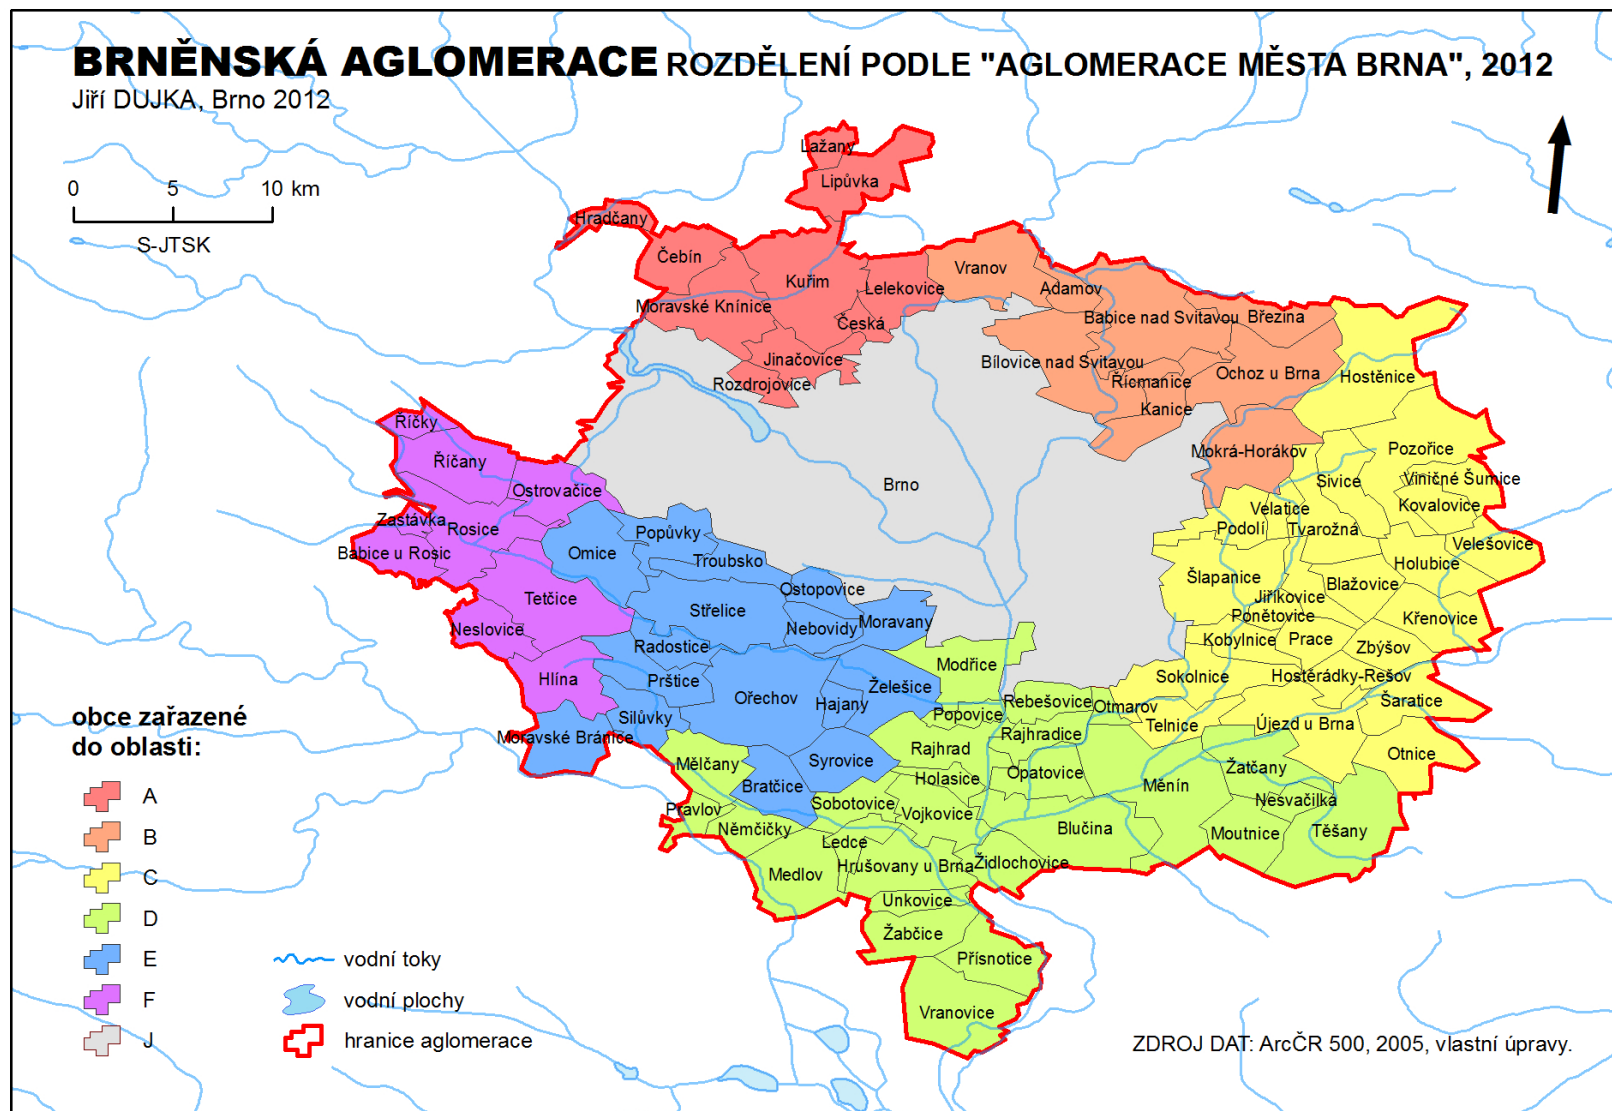 BRNĚNSKÁ AGLOMERACE ROZDĚLENÍ PODLE "AGLOMERACE MĚSTA BRNA", 2012
Jiří DUJKA, Brno 2012
0 5 10 km
S-JTSK
Lažany
Lipůvka
Hradčany
Čebín
Kuřim
Lelekovice
Moravské Knínice
Česká
Jinačovice
Rozdrojovice
Vranov
Adamov
Babice nad Svitavou
Březina
Bílovice nad Svitavou
Řícmanice
Ochoz u Brna
Kanice
Mokrá-Horákov
Hostěnice
Pozořice
Sivice
Viničné Šumice
Kovalovice
Velatice
Podolí
Tvarožná
Velešovice
Holubice
Šlapanice
Blažovice
Jiříkovice
Ponětovice
Křenovice
Kobylnice
Prace
Zbýšov
Sokolnice
Hostěrádky-Rešov
Šaratice
Telnice
Újezd u Brna
Otnice
Říčky
Říčany
Ostrovačice
Zastávka
Rosice
Babice u Rosic
Tetčice
Neslovice
Hlína
Brno
Popůvky
Omice
Troubsko
Ostopovice
Střelice
Nebovidy
Moravany
Radostice
Prštice
Ořechov
Hajany
Želešice
Silůvky
Moravské Bránice
Syrovice
Bratčice
Modřice
Rebešovice
Otmarov
Popovice
Rajhradice
Rajhrad
Holasice
Opatovice
Měnín
Žatčany
Nesvačilka
Mělčany
Pravlov
Němčičky
Sobotovice
Vojkovice
Blučina
Moutnice
Těšany
Ledce
Medlov
Hrušovany u Brna
Židlochovice
Unkovice
Žabčice
Přísnotice
Vranovice
obce zařazené
do oblasti:
A
B
C
D
E
F
J
vodní toky
vodní plochy
hranice aglomerace
ZDROJ DAT: ArcČR 500, 2005, vlastní úpravy.